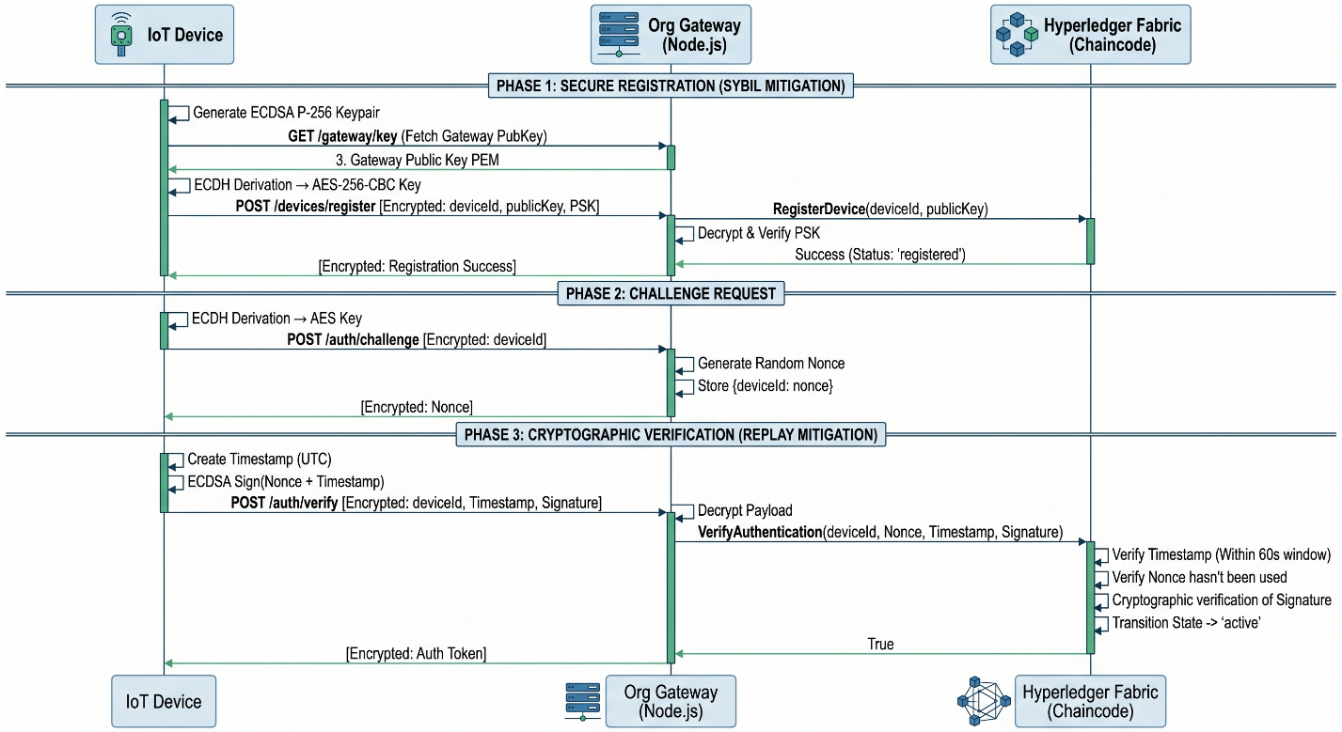 IoT Device
Org Gateway
(Node.js)
Hyperledger Fabric
(Chaincode)
PHASE 1: SECURE REGISTRATION (SYBIL MITIGATION)
Generate ECDSA P-256 Keypair
GET /gateway/key (Fetch Gateway PubKey)
3. Gateway Public Key PEM
ECDH Derivation → AES-256-CBC Key
POST /devices/register [Encrypted: deviceId, publicKey, PSK]
RegisterDevice(deviceId, publicKey)
Decrypt & Verify PSK
Success (Status: ‘registered’)
[Encrypted: Registration Success]
PHASE 2: CHALLENGE REQUEST
ECDH Derivation → AES Key
POST /auth/challenge [Encrypted: deviceId]
Generate Random Nonce
Store {deviceId: nonce}
[Encrypted: Nonce]
PHASE 3: CRYPTOGRAPHIC VERIFICATION (REPLAY MITIGATION)
Create Timestamp (UTC)
ECDSA Sign(Nonce + Timestamp)
POST /auth/verify [Encrypted: deviceId, Timestamp, Signature]
Decrypt Payload
VerifyAuthentication(deviceId, Nonce, Timestamp, Signature)
Verify Timestamp (Within 60s window)
Verify Nonce hasn't been used
Cryptographic verification of Signature
Transition State -> ‘active’
True
[Encrypted: Auth Token]
IoT Device
Org Gateway
(Node.js)
Hyperledger Fabric
(Chaincode)